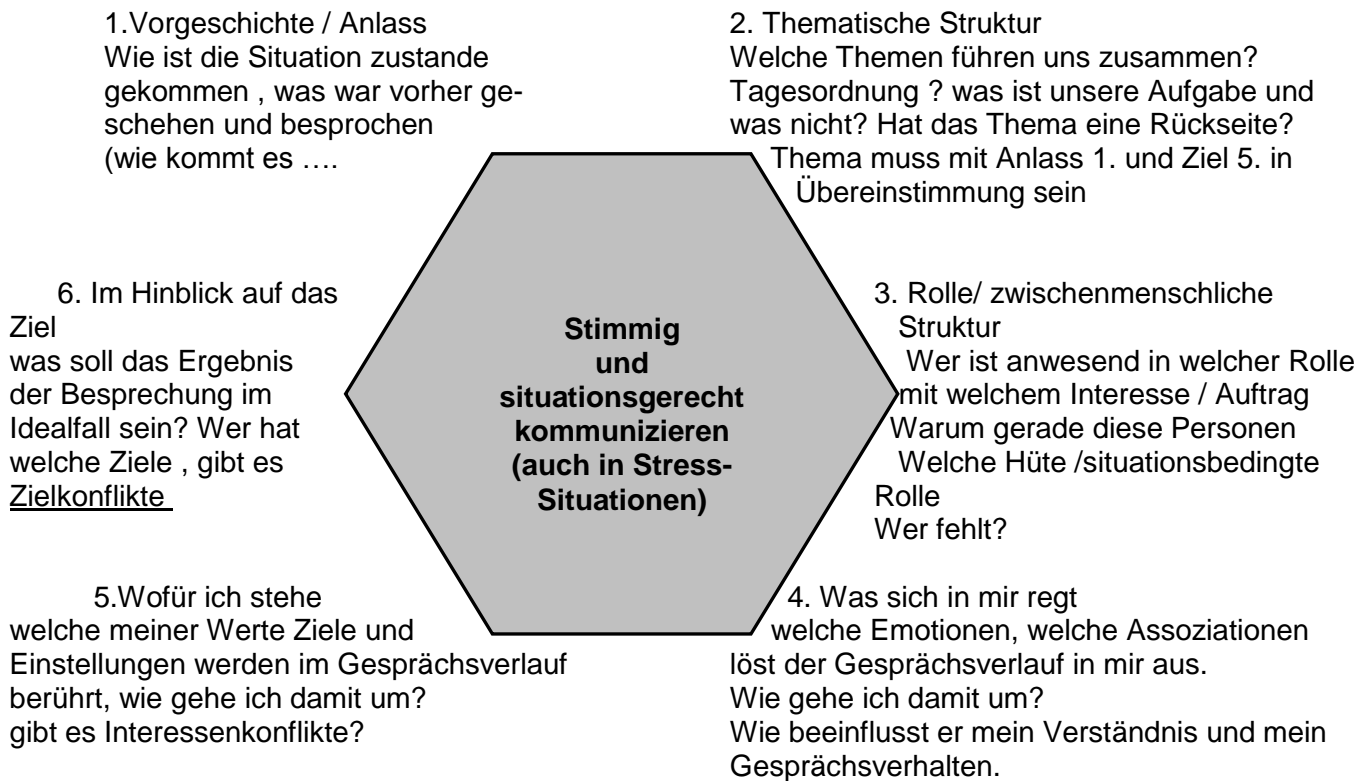 1.Vorgeschichte / Anlass
Wie ist die Situation zustande
gekommen , was war vorher ge-
schehen und besprochen
(wie kommt es ….
2. Thematische Struktur
Welche Themen führen uns zusammen?
Tagesordnung ? was ist unsere Aufgabe und
was nicht? Hat das Thema eine Rückseite?
Thema muss mit Anlass 1. und Ziel 5. in
Übereinstimmung sein
3. Rolle/ zwischenmenschliche
Struktur
Wer ist anwesend in welcher Rolle
mit welchem Interesse / Auftrag
Warum gerade diese Personen
Welche Hüte /situationsbedingte
Rolle
Wer fehlt?
Stimmig
und
situationsgerecht
kommunizieren
(auch in Stress-
Situationen)
6. Im Hinblick auf das
Ziel
was soll das Ergebnis
der Besprechung im
Idealfall sein? Wer hat
welche Ziele , gibt es
Zielkonflikte
5.Wofür ich stehe
welche meiner Werte Ziele und
Einstellungen werden im Gesprächsverlauf
berührt, wie gehe ich damit um?
gibt es Interessenkonflikte?
4. Was sich in mir regt
welche Emotionen, welche Assoziationen
löst der Gesprächsverlauf in mir aus.
Wie gehe ich damit um?
Wie beeinflusst er mein Verständnis und mein
Gesprächsverhalten.